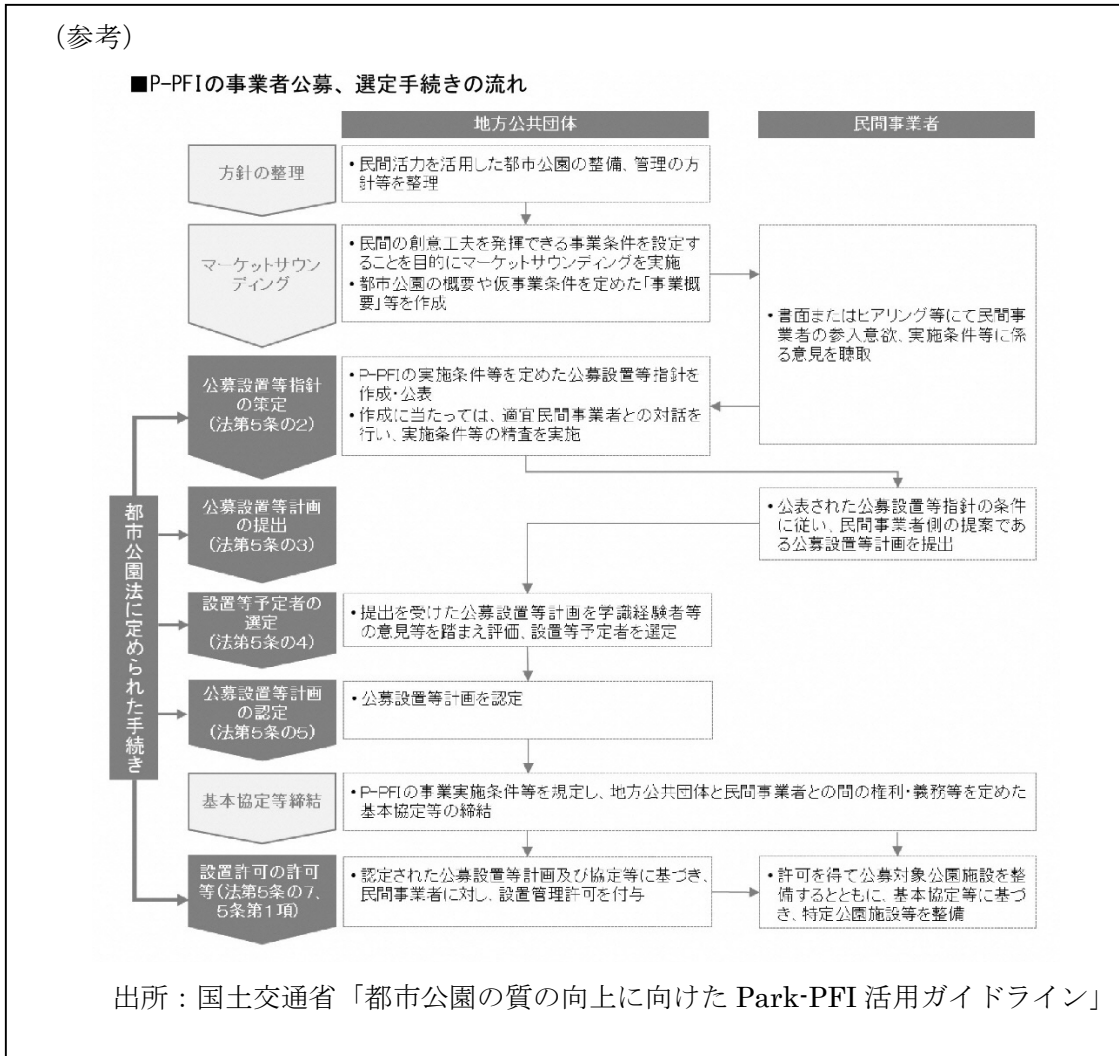 (参考)
■P-PFIの事業者公募、選定手続きの流れ
地方公共団体
民間事業者
方針の整理
・民間活力を活用した都市公園の整備、管理の方
針等を整理
マーケットサウン
ディング
・民間の創意工夫を発揮できる事業条件を設定す
ることを目的にマーケットサウンディングを実施
・都市公園の概要や仮事業条件を定めた「事業概
要」等を作成
・書面またはヒアリング等にて民間事
業者の参入意欲、実施条件等に係
る意見を聴取
公募設置等指針
の策定
(法第5条の2)
・P-PFIの実施条件等を定めた公募設置等指針を
作成・公表
・作成に当たっては、適宜民間事業者との対話を
行い、実施条件等の精査を実施
都市公園法に定められた手続き
公募設置等計画
の提出
(法第5条の3)
・公表された公募設置等指針の条件
に従い、民間事業者側の提案であ
る公募設置等計画を提出
設置等予定者の
選定
(法第5条の4)
・提出を受けた公募設置等計画を学識経験者等
の意見等を踏まえ評価、設置等予定者を選定
公募設置等計画
の認定
(法第5条の5)
・公募設置等計画を認定
基本協定等締結
・P-PFIの事業実施条件等を規定し、地方公共団体と民間事業者との間の権利・義務等を定めた
基本協定等の締結
設置許可の許可
等(法第5条の7、
5条第1項)
・認定された公募設置等計画及び協定等に基づき、
民間事業者に対し、設置管理許可を付与
・許可を得て公募対象公園施設を整
備するとともに、基本協定等に基づ
き、特定公園施設等を整備
出所：国土交通省「都市公園の質の向上に向けた Park-PFI 活用ガイドライン」